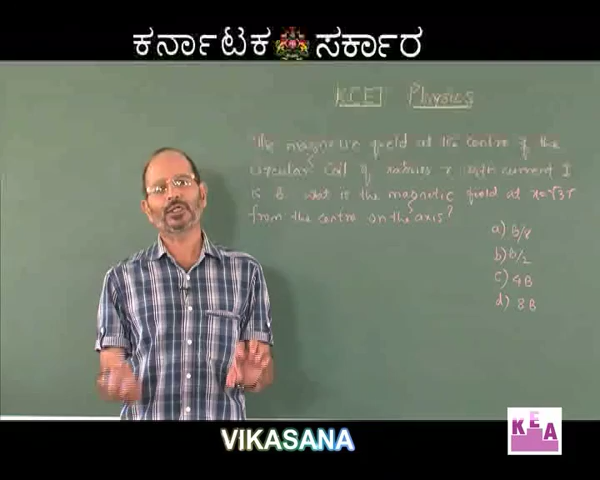 ಕರ್ನಾಟಕ ಸರ್ಕಾರ
KCET Physics
The magnetic field at the centre of the
circular coil of radius r with current I
is B. what is the magnetic field at x=√3r
from the centre on the axis?
a) B/8
b) B/2
c) 4B
d) 8B
KEA
VIKASANA